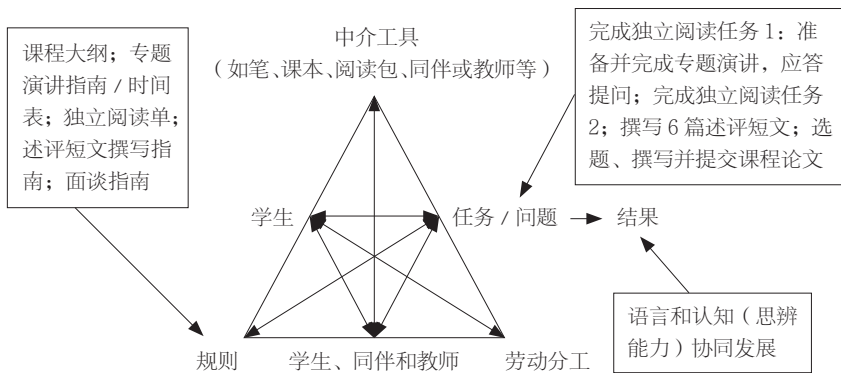 课程大纲；专题
演讲指南 / 时间
表；独立阅读单；
述评短文撰写指
南；面谈指南
中介工具
（如笔、课本、阅读包、同伴或教师等）
完成独立阅读任务 1：准
备并完成专题演讲，应答
提问；完成独立阅读任务
2；撰写 6 篇述评短文；选
题、撰写并提交课程论文
学生
任务 / 问题
结果
语言和认知（思辨
能力）协同发展
规则
学生、同伴和教师
劳动分工